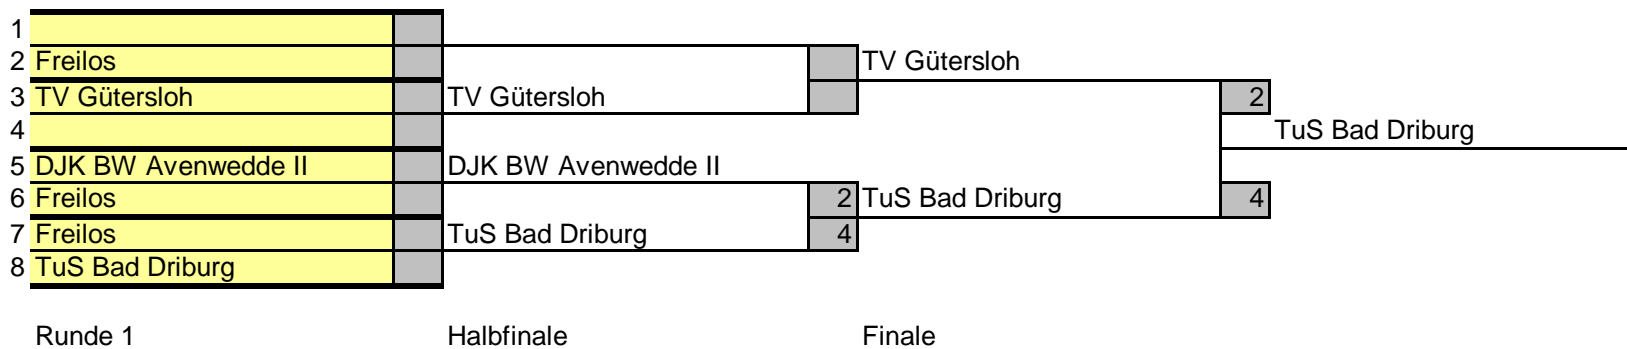 1
2 Freilos TV Gütersloh
3 TV Gütersloh TV Gütersloh 2
4 TuS Bad Driburg
5 DJK BW Avenwedde II DJK BW Avenwedde II
6 Freilos 2 TuS Bad Driburg 4
7 Freilos TuS Bad Driburg 4
8 TuS Bad Driburg
Runde 1 Halbfinale Finale